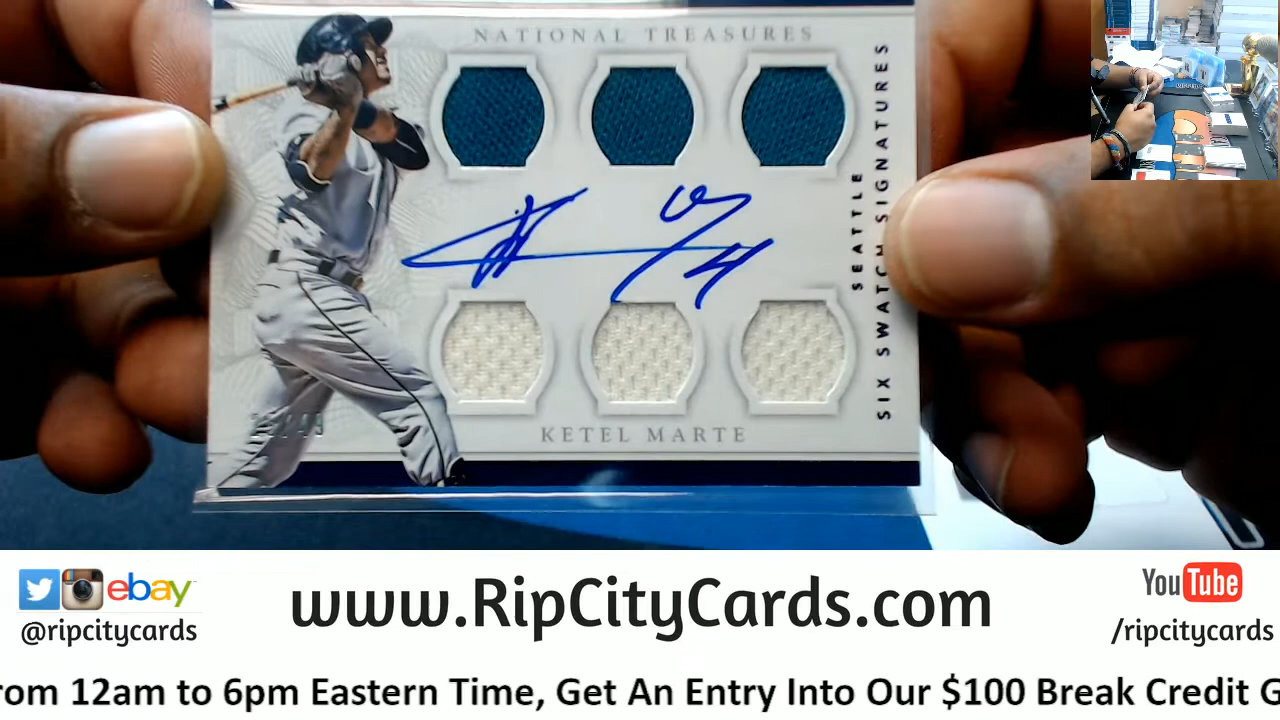 NATIONAL TREASURES
SEATTLE
SIX SWATCH SIGNATURES
KETEL MARTE
ebay
@ripcitycards
www.RipCityCards.com
YouTube
/ripcitycards
rom 12am to 6pm Eastern Time, Get An Entry Into Our $100 Break Credit G